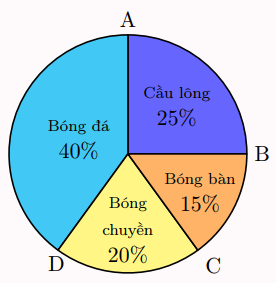 A
Cầu lông
25%
B
Bóng bàn
15%
C
Bóng
chuyền
20%
D
Bóng đá
40%